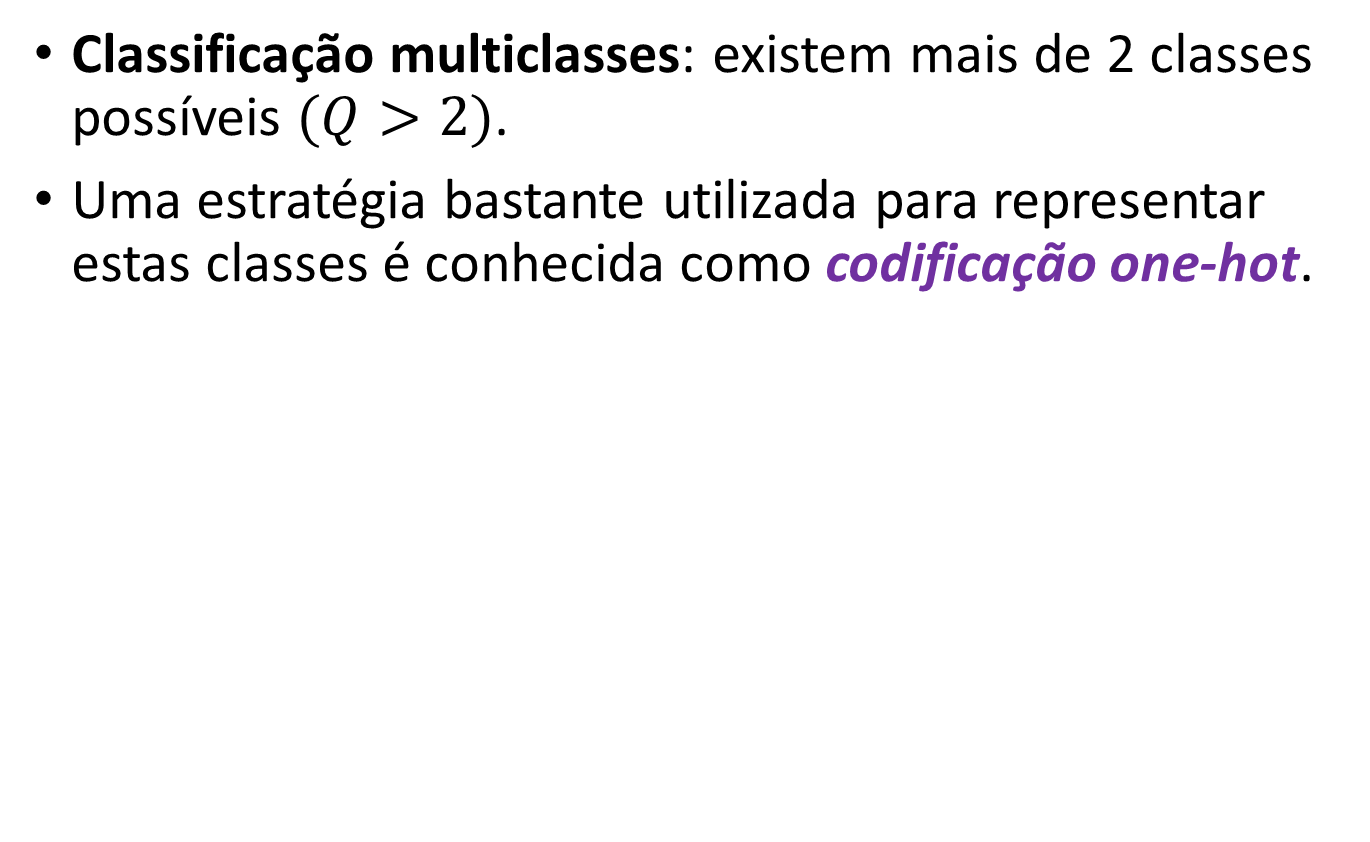 • Classificação multiclasses: existem mais de 2 classes
possíveis (𝑄 > 2).
• Uma estratégia bastante utilizada para representar
estas classes é conhecida como codificação one-hot.